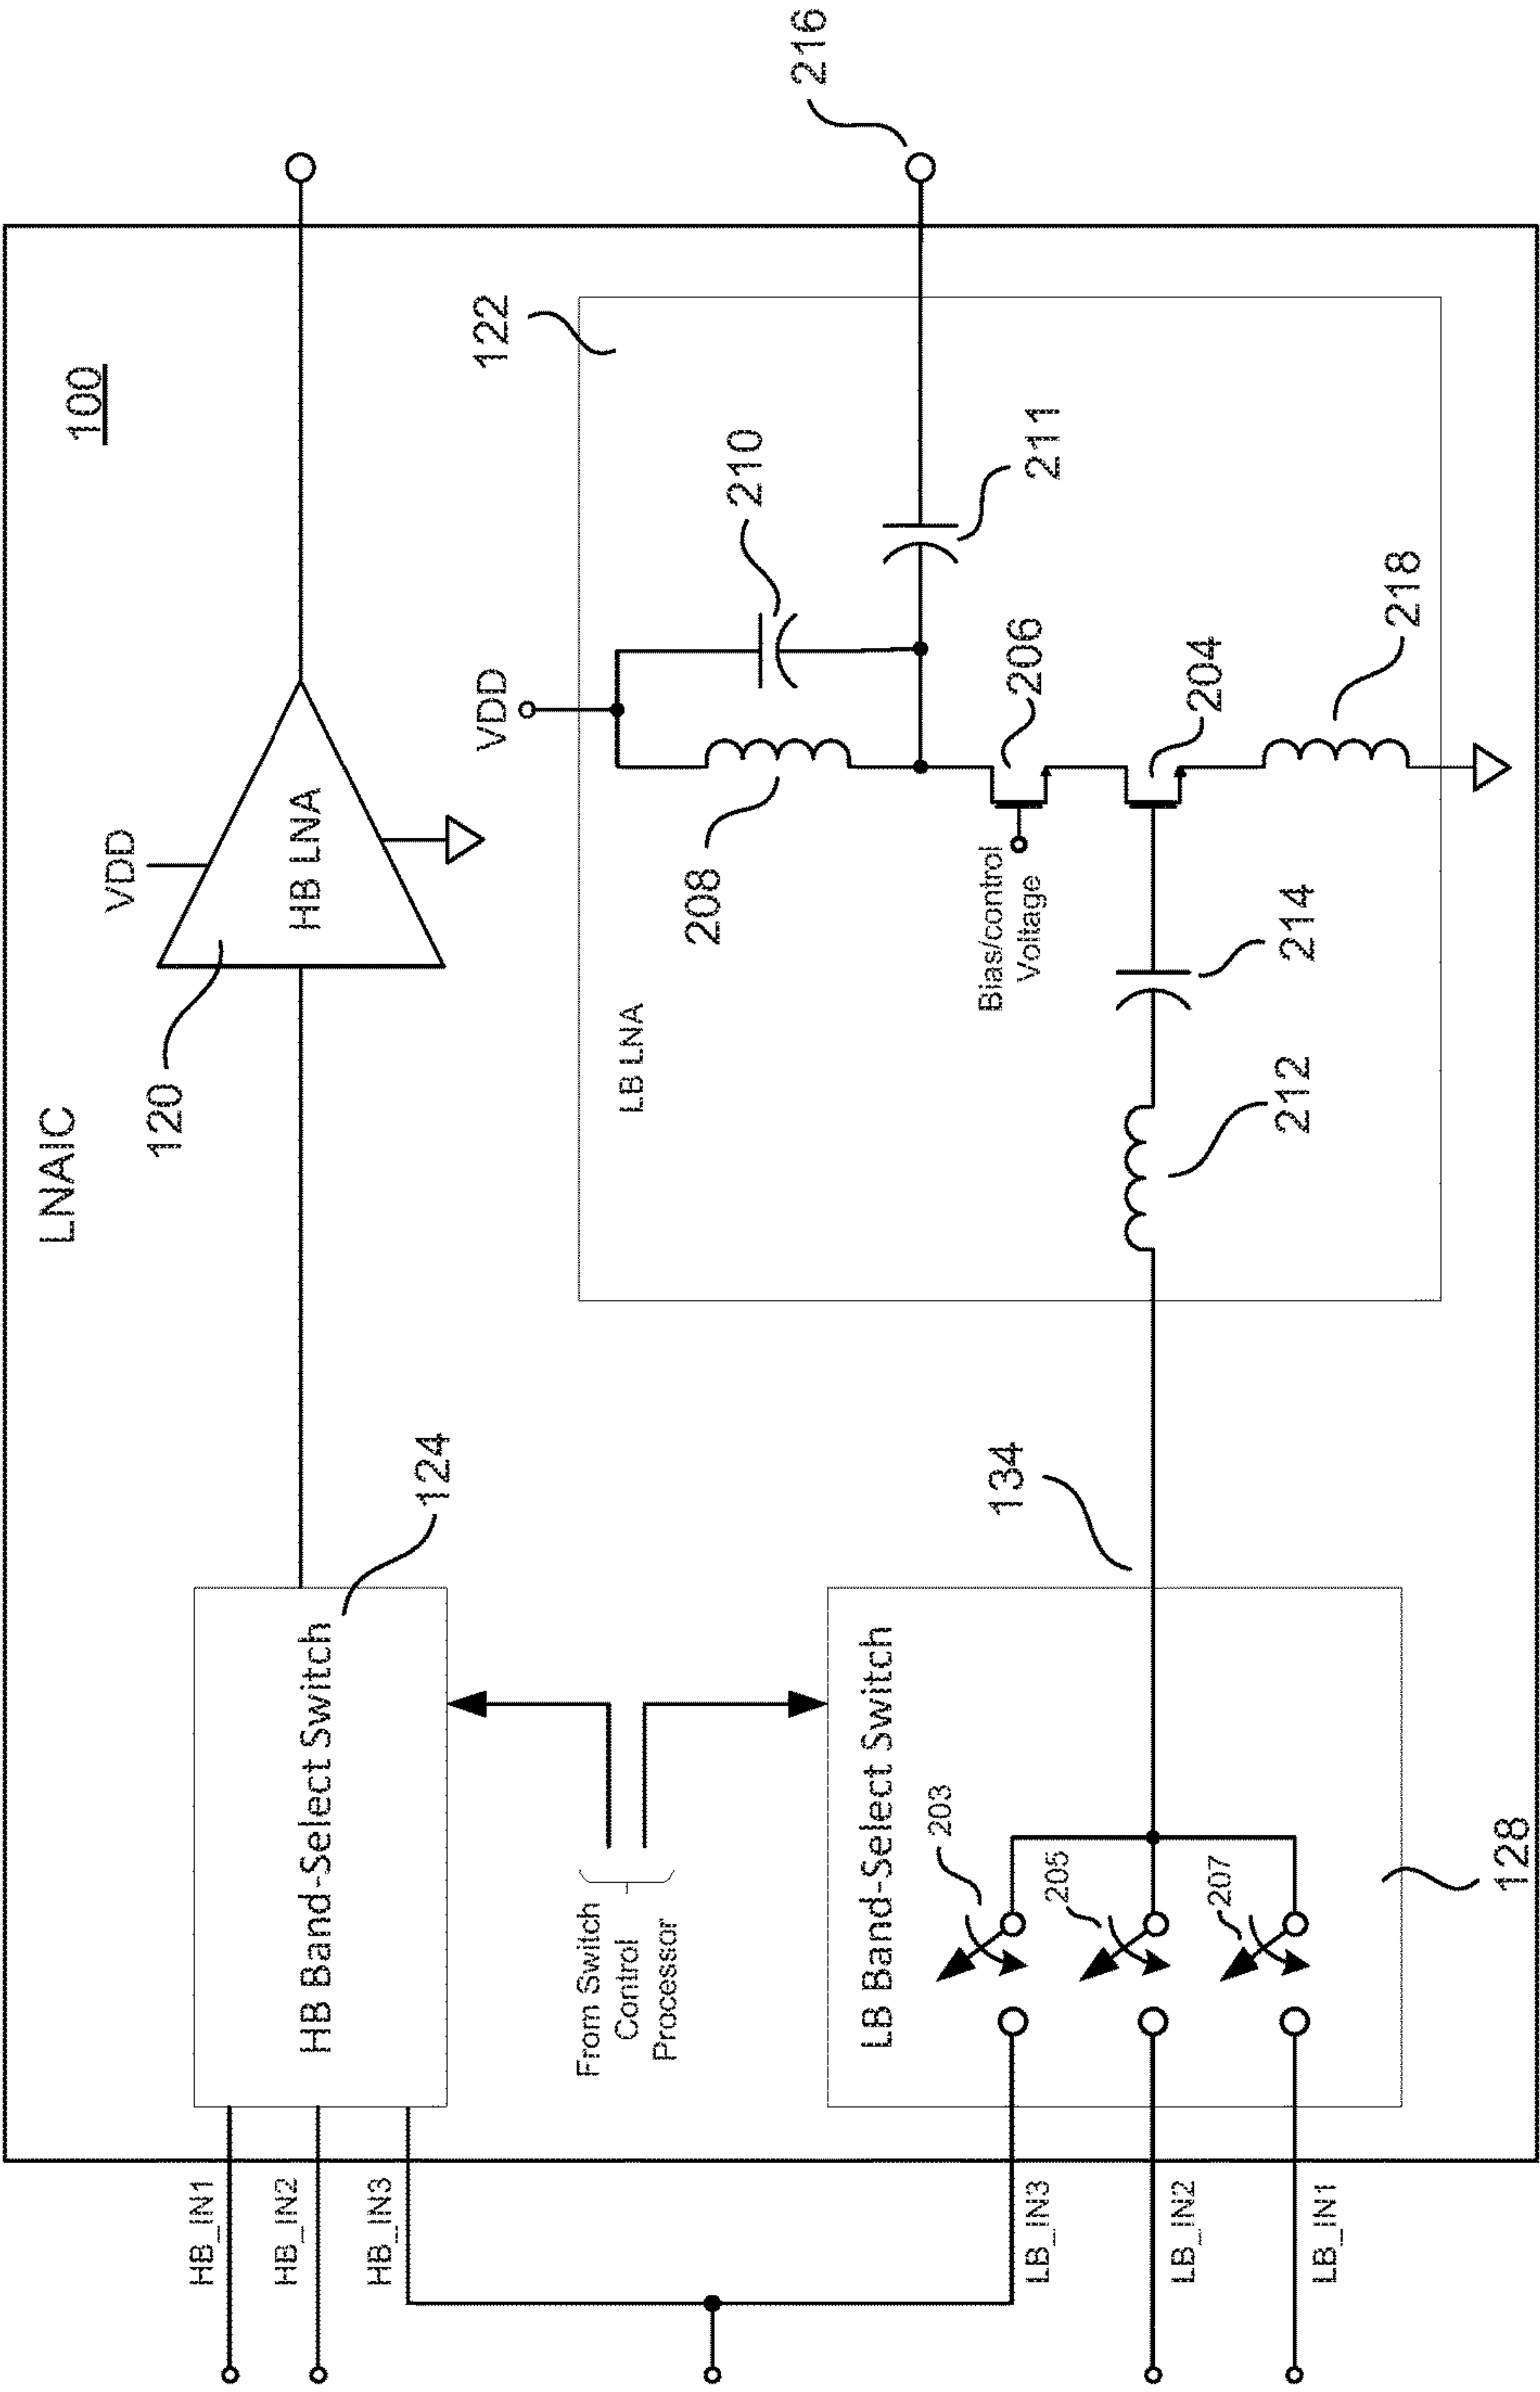 LNAIC
100
HB_IN1
HB_IN2
HB_IN3
HB Band-Select Switch
124
120
VDD
HB LNA
From Switch
Control
Processor
LB Band-Select Switch
203
205
207
128
LB_IN3
LB_IN2
LB_IN1
134
122
LB LNA
VDD
208
210
211
216
Bias/control
Voltage
206
204
212
214
218